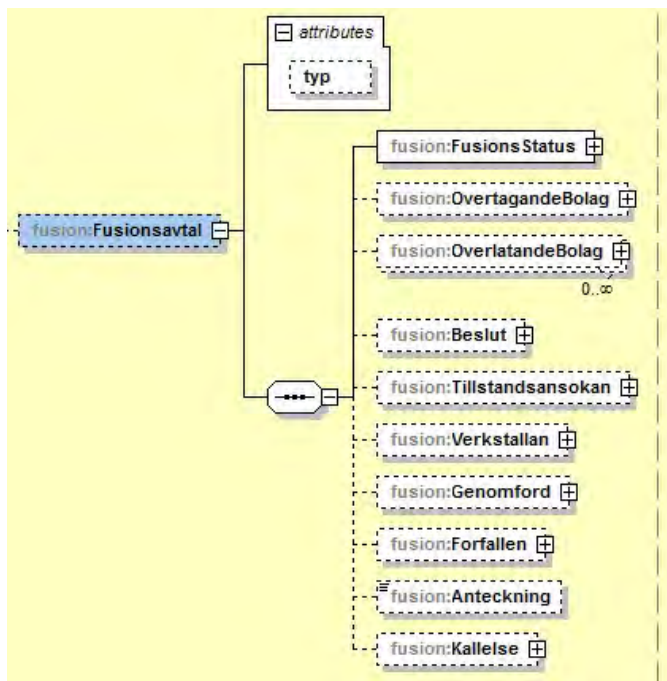 attributes
typ
fusion:FusionsStatus
fusion:OvertagandeBolag
fusion:Fusionsavtal
fusion:OverlatandeBolag
0..∞
fusion:Beslut
fusion:Tillstandsansokan
fusion:Verkstallan
fusion:Genomford
fusion:Forfallen
fusion:Anteckning
fusion:Kallelse